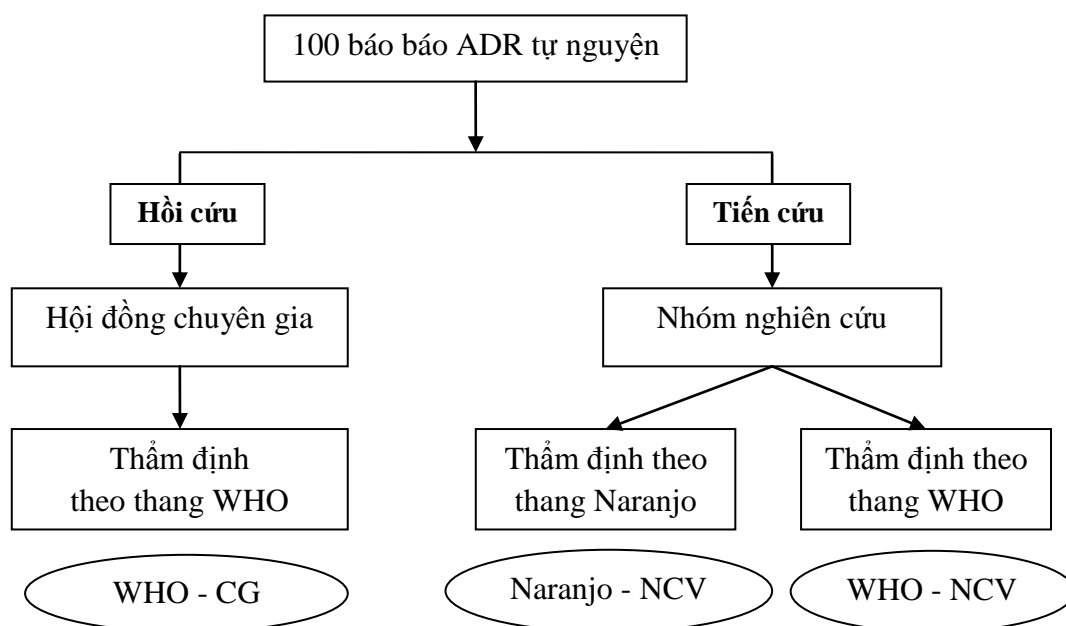 100 báo báo ADR tự nguyện
Hồi cứu
Tiến cứu
Hội đồng chuyên gia
Nhóm nghiên cứu
Thẩm định
theo thang WHO
Thẩm định theo
thang Naranjo
Thẩm định theo
thang WHO
WHO - CG
Naranjo - NCV
WHO - NCV